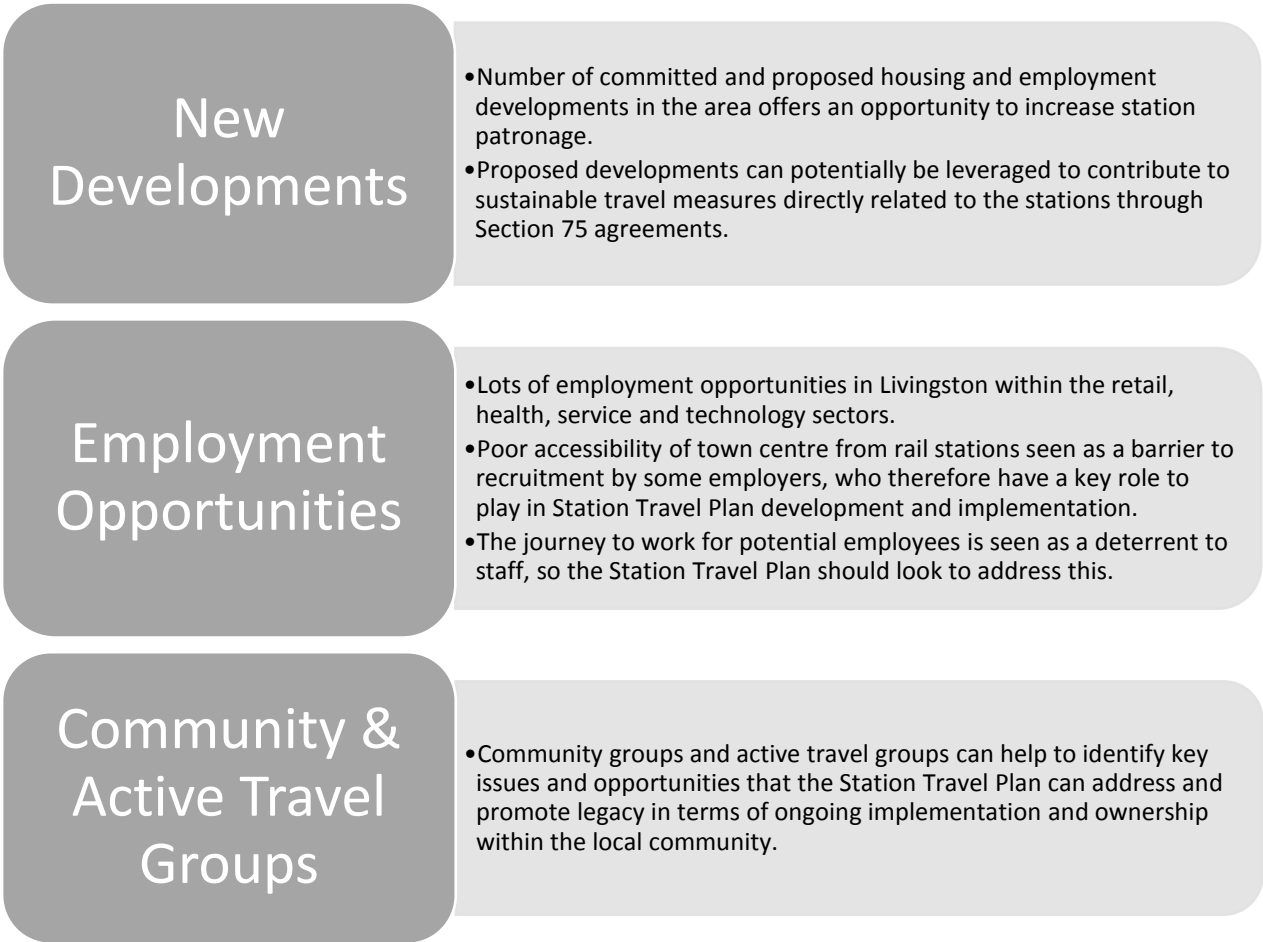 New
Developments
•Number of committed and proposed housing and employment
developments in the area offers an opportunity to increase station
patronage.
•Proposed developments can potentially be leveraged to contribute to
sustainable travel measures directly related to the stations through
Section 75 agreements.
Employment
Opportunities
•Lots of employment opportunities in Livingston within the retail,
health, service and technology sectors.
•Poor accessibility of town centre from rail stations seen as a barrier to
recruitment by some employers, who therefore have a key role to
play in Station Travel Plan development and implementation.
•The journey to work for potential employees is seen as a deterrent to
staff, so the Station Travel Plan should look to address this.
Community &
Active Travel
Groups
•Community groups and active travel groups can help to identify key
issues and opportunities that the Station Travel Plan can address and
promote legacy in terms of ongoing implementation and ownership
within the local community.